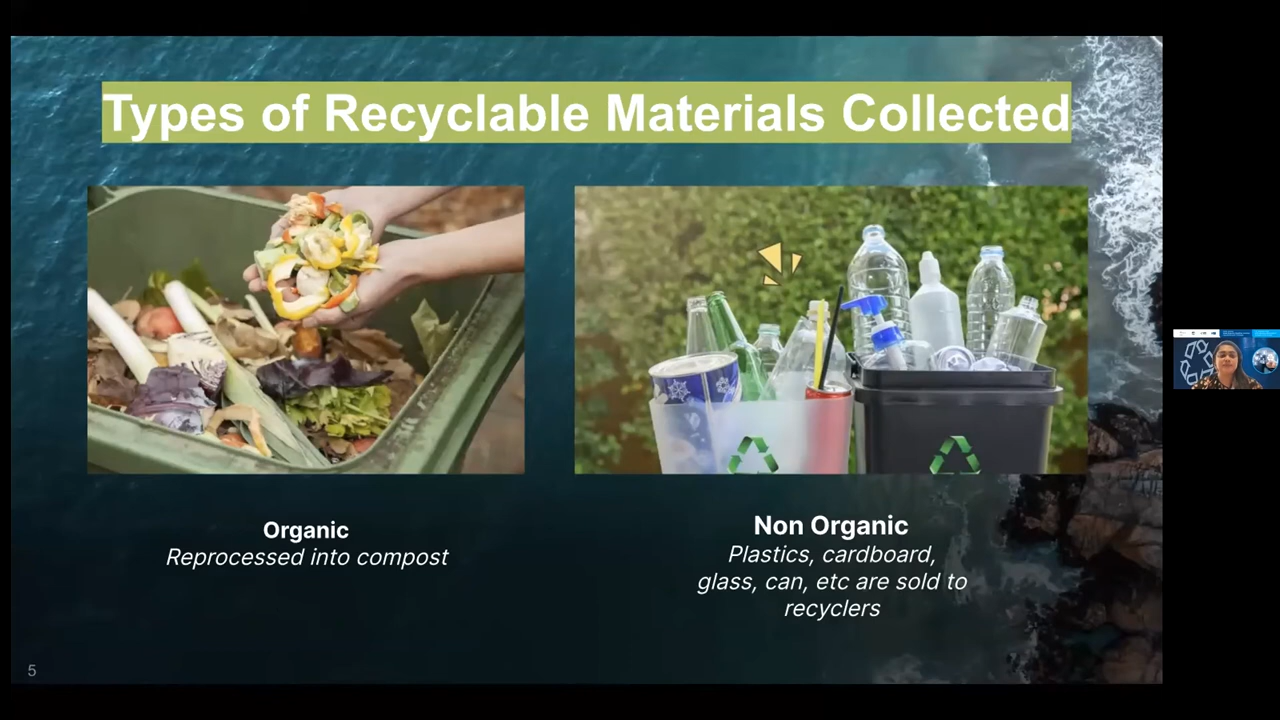 Types of Recyclable Materials Collected
Organic
Reprocessed into compost
Non Organic
Plastics, cardboard,
glass, can, etc are sold to
recyclers
5